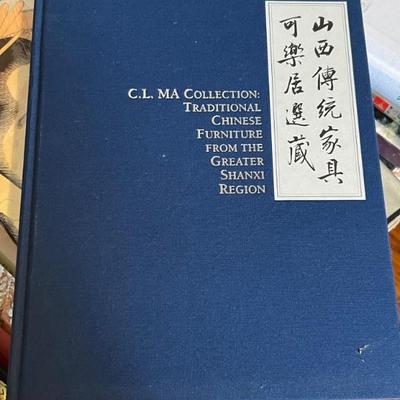 C.L. MA COLLECTION:
TRADITIONAL
CHINESE
FURNITURE
FROM THE
GREATER
SHANXI
REGION
山西傳統家具
可樂居選藏